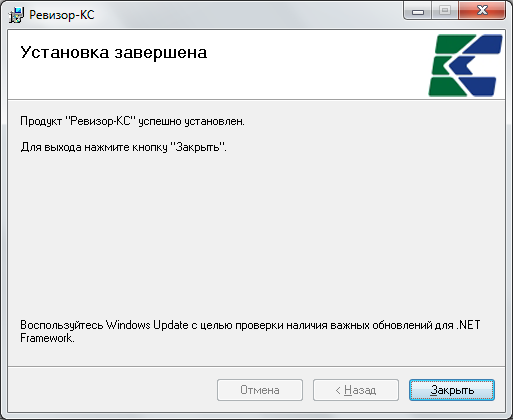 Ревизор-КС
Установка завершена
Продукт "Ревизор-КС" успешно установлен.
Для выхода нажмите кнопку "Закрыть".
Воспользуйтесь Windows Update с целью проверки наличия важных обновлений для .NET
Framework.
Отмена
< Назад
Закрыть